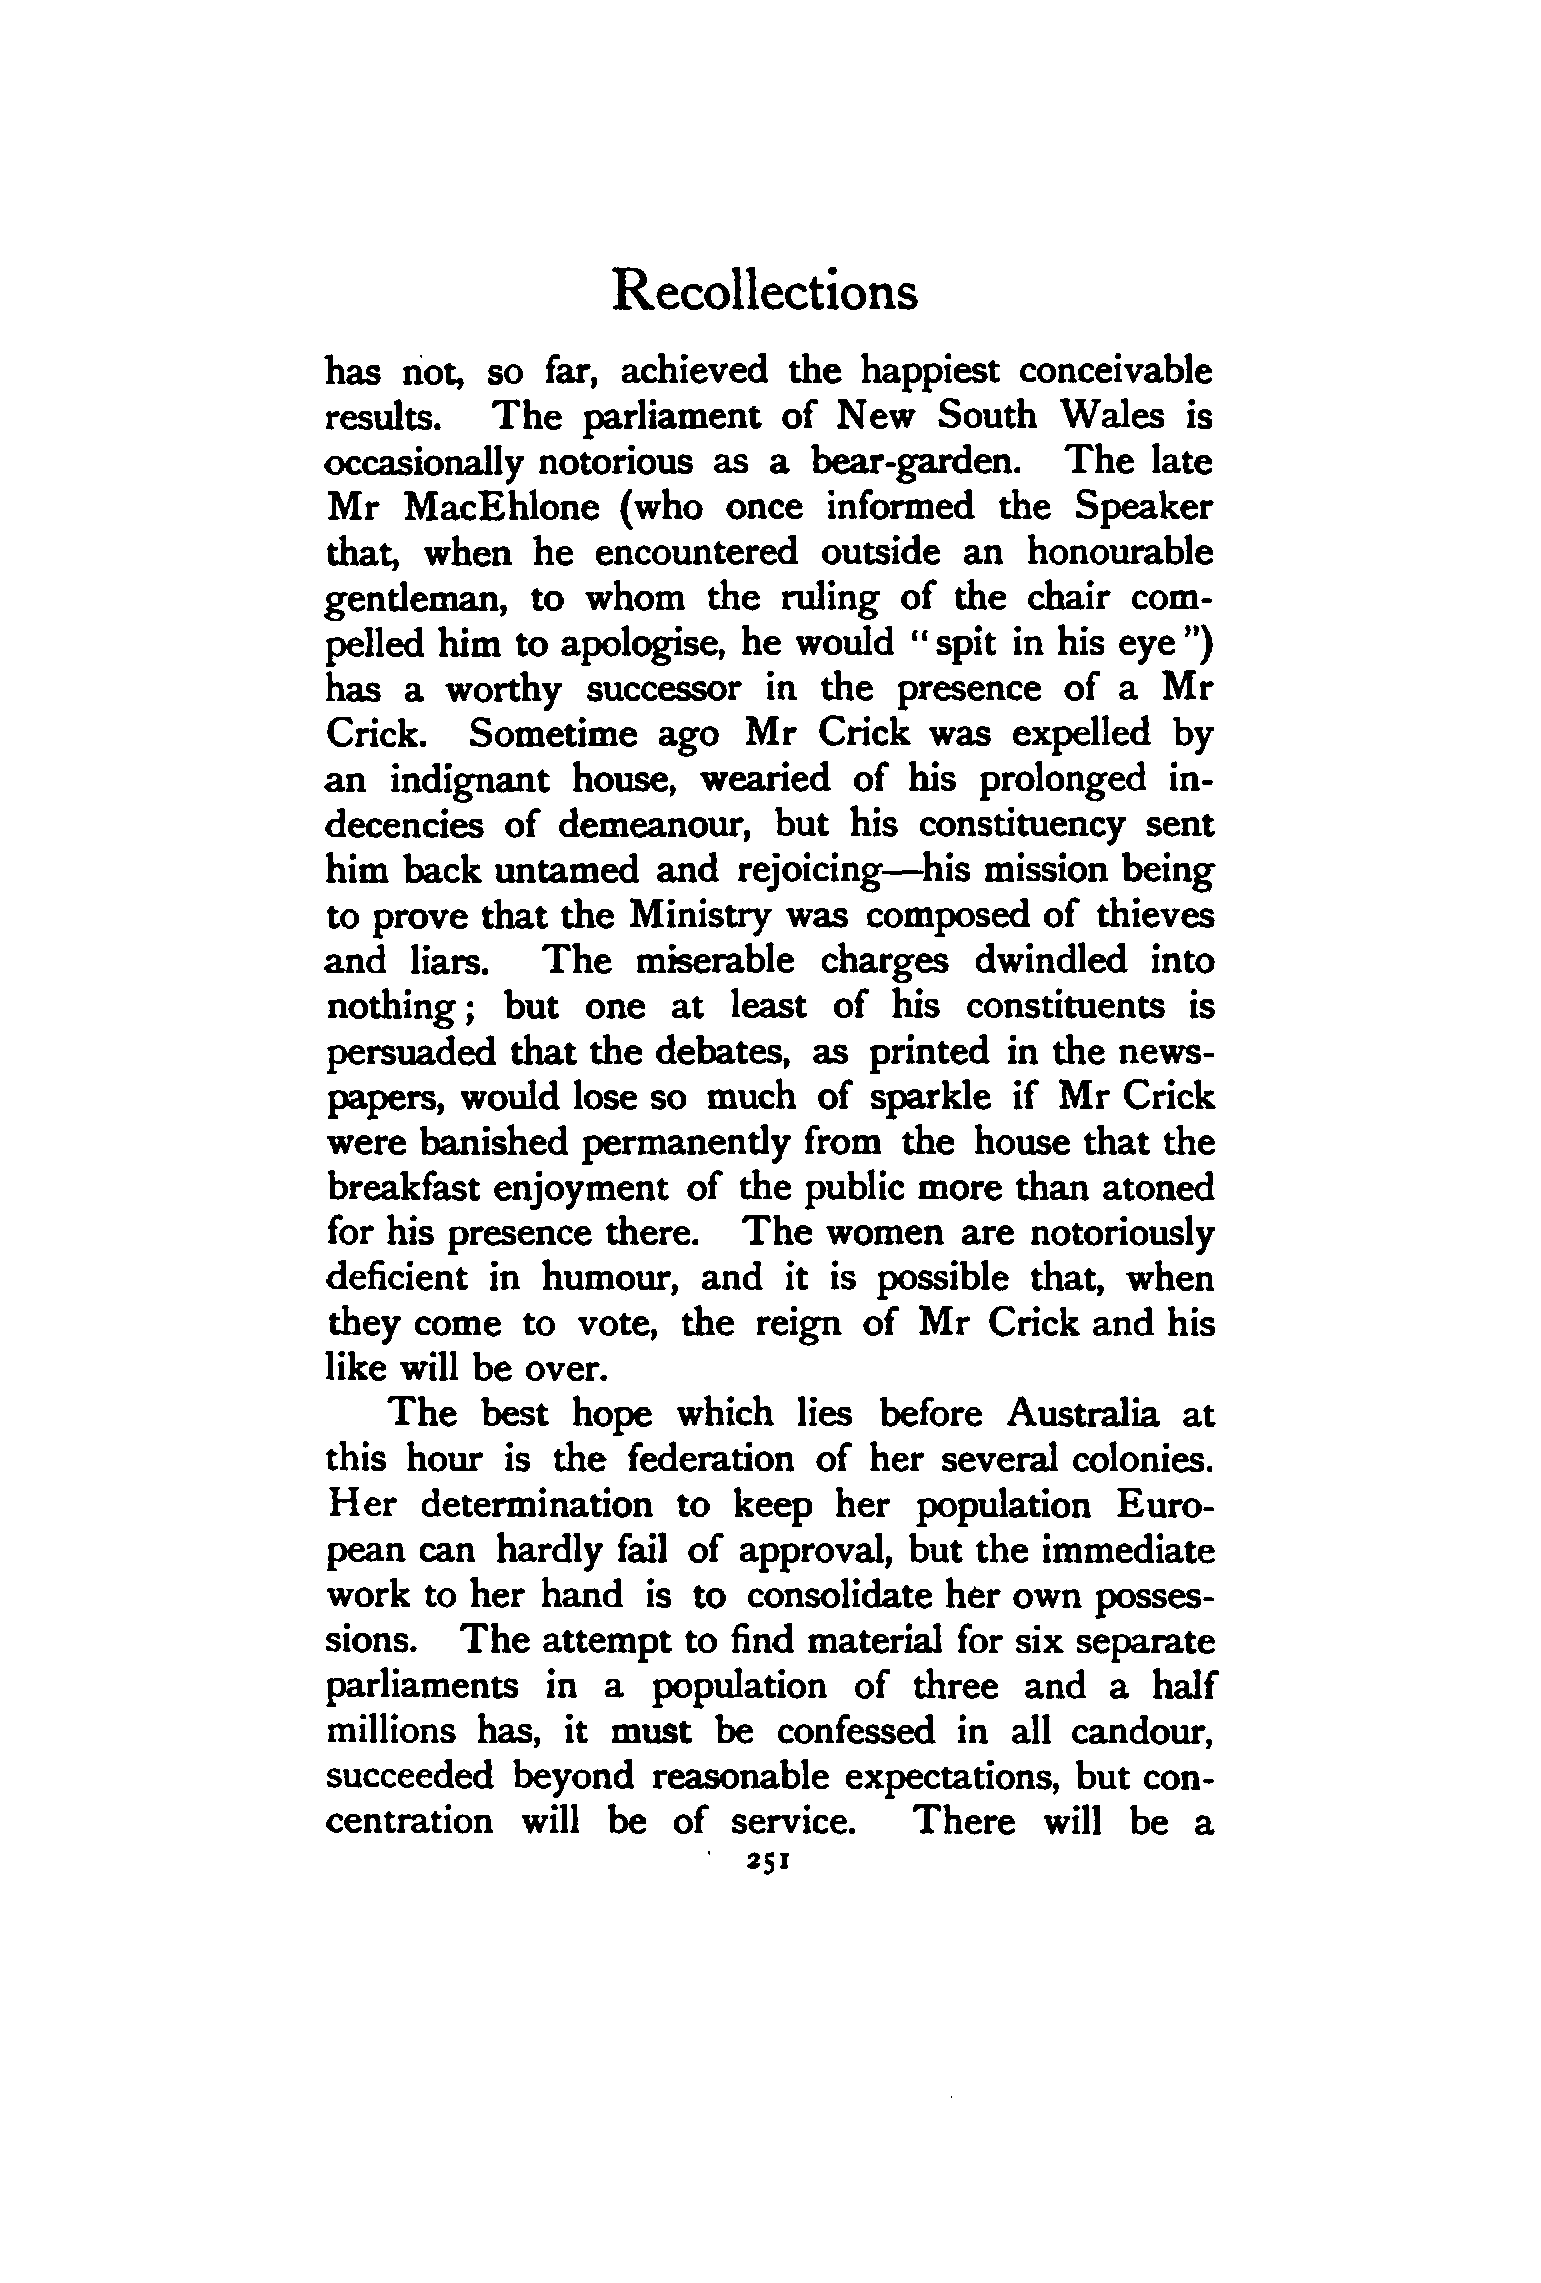 Recollections
has not, so far, achieved the happiest conceivable
results. The parliament of New South Wales is
occasionally notorious as a bear-garden. The late
Mr MacEhlone (who once informed the Speaker
that, when he encountered outside an honourable
gentleman, to whom the ruling of the chair com-
pelled him to apologise, he would “spit in his eye”)
has a worthy successor in the presence of a Mr
Crick. Sometime ago Mr Crick was expelled by
an indignant house, wearied of his prolonged in-
decencies of demeanour, but his constituency sent
him back untamed and rejoicing—his mission being
to prove that the Ministry was composed of thieves
and liars. The miserable charges dwindled into
nothing; but one at least of his constituents is
persuaded that the debates, as printed in the news-
papers, would lose so much of sparkle if Mr Crick
were banished permanently from the house that the
breakfast enjoyment of the public more than atoned
for his presence there. The women are notoriously
deficient in humour, and it is possible that, when
they come to vote, the reign of Mr Crick and his
like will be over.
The best hope which lies before Australia at
this hour is the federation of her several colonies.
Her determination to keep her population Euro-
pean can hardly fail of approval, but the immediate
work to her hand is to consolidate her own posses-
sions. The attempt to find material for six separate
parliaments in a population of three and a half
millions has, it must be confessed in all candour,
succeeded beyond reasonable expectations, but con-
centration will be of service. There will be a
251